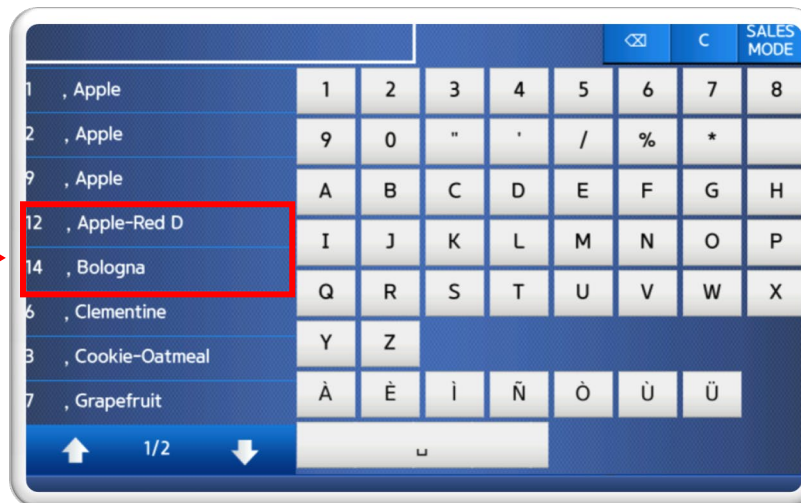 ⌫ C SALES MODE
1 , Apple
2 , Apple
9 , Apple
12 , Apple-Red D
14 , Bologna
6 , Clementine
3 , Cookie-Oatmeal
7 , Grapefruit
1/2
1 2 3 4 5 6 7 8
9 0 " ' / % *
A B C D E F G H
I J K L M N O P
Q R S T U V W X
Y Z
À È Ì Ñ Ò Ù Ü
␣